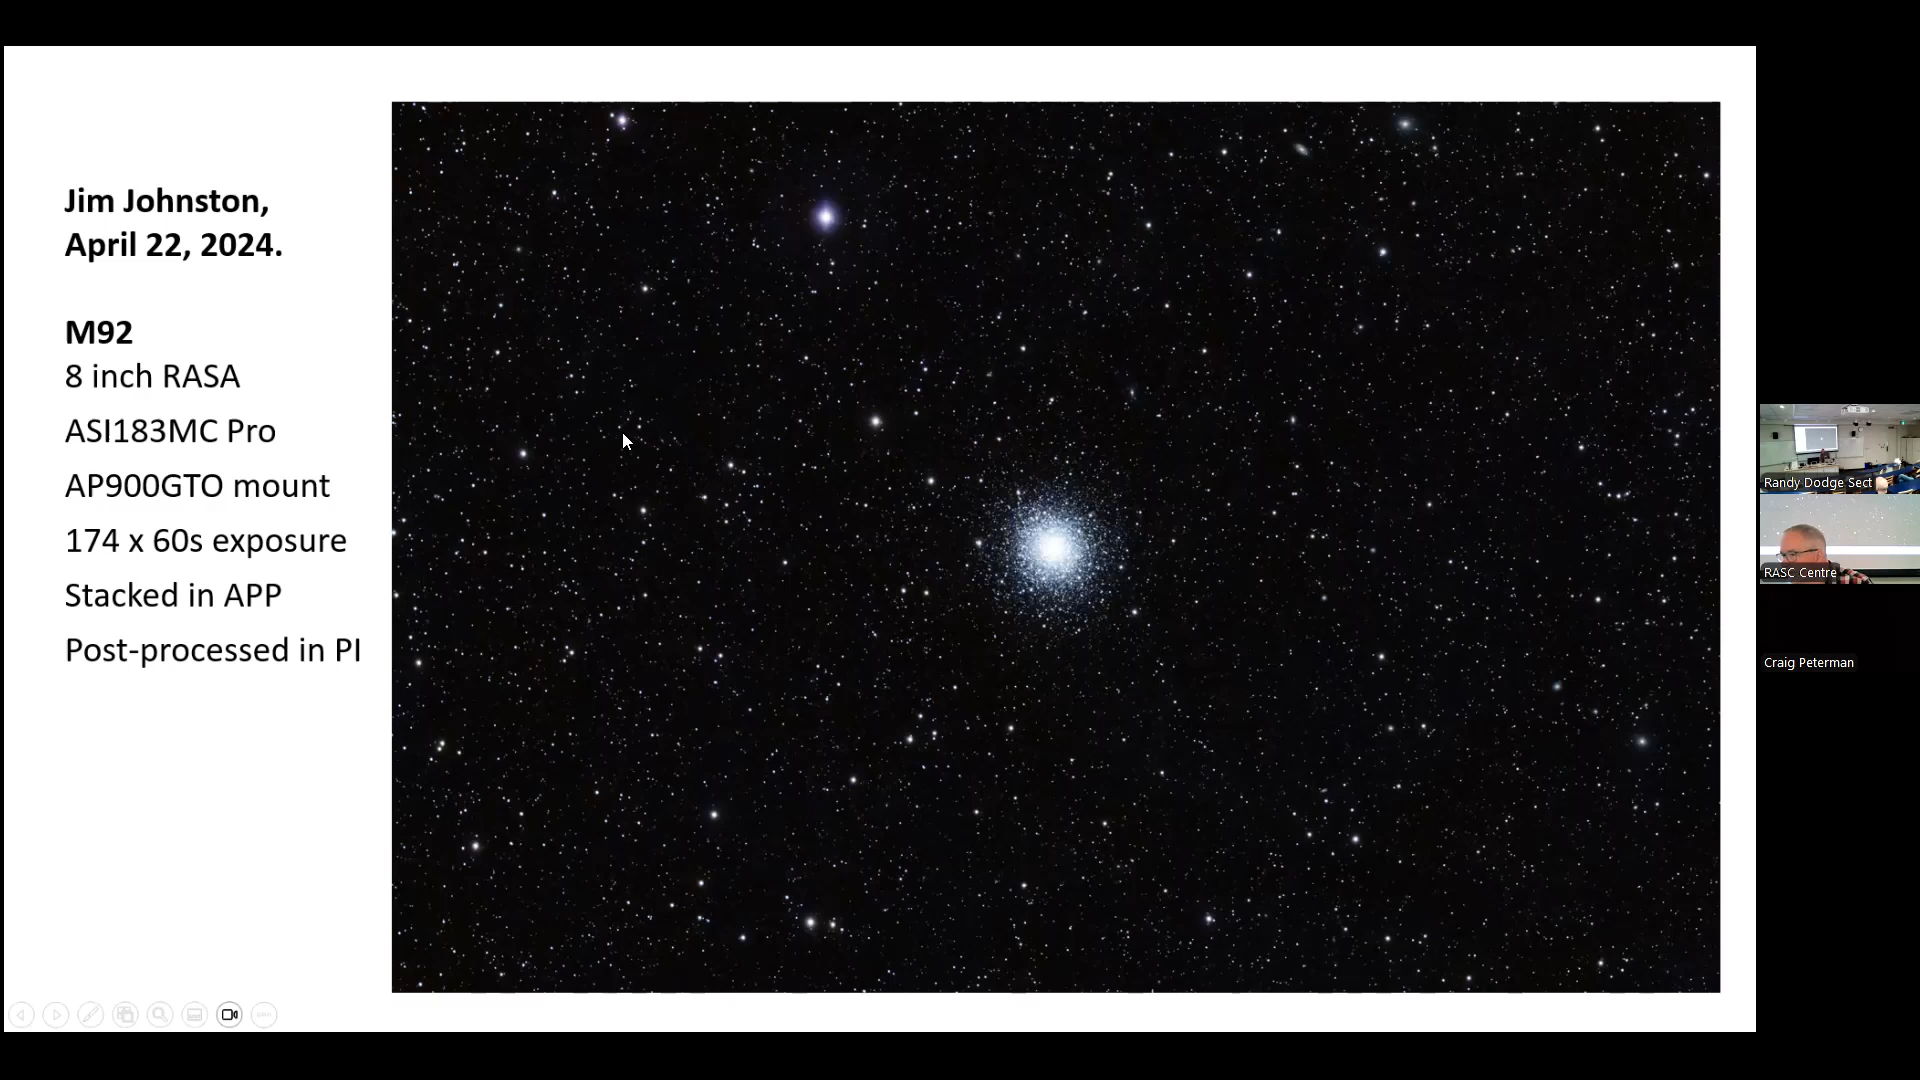 Jim Johnston,
April 22, 2024.
M92
8 inch RASA
ASI183MC Pro
AP900GTO mount
174 x 60s exposure
Stacked in APP
Post-processed in PI
Randy Dodge Sect
RASC Centre
Craig Peterman